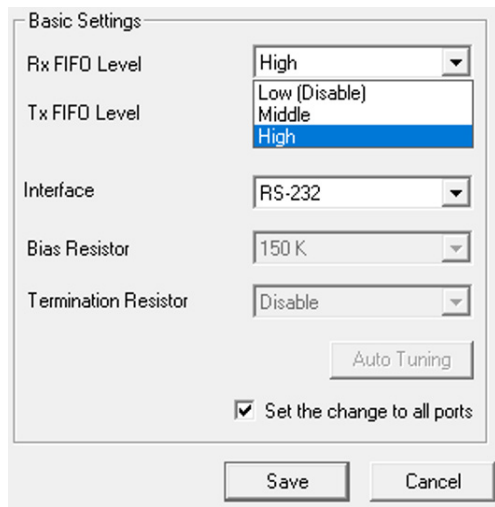 Basic Settings
Rx FIFO Level High
Low (Disable)
Tx FIFO Level Middle
High
Interface RS-232
Bias Resistor 150 K
Termination Resistor Disable
Auto Tuning
Set the change to all ports
Save Cancel